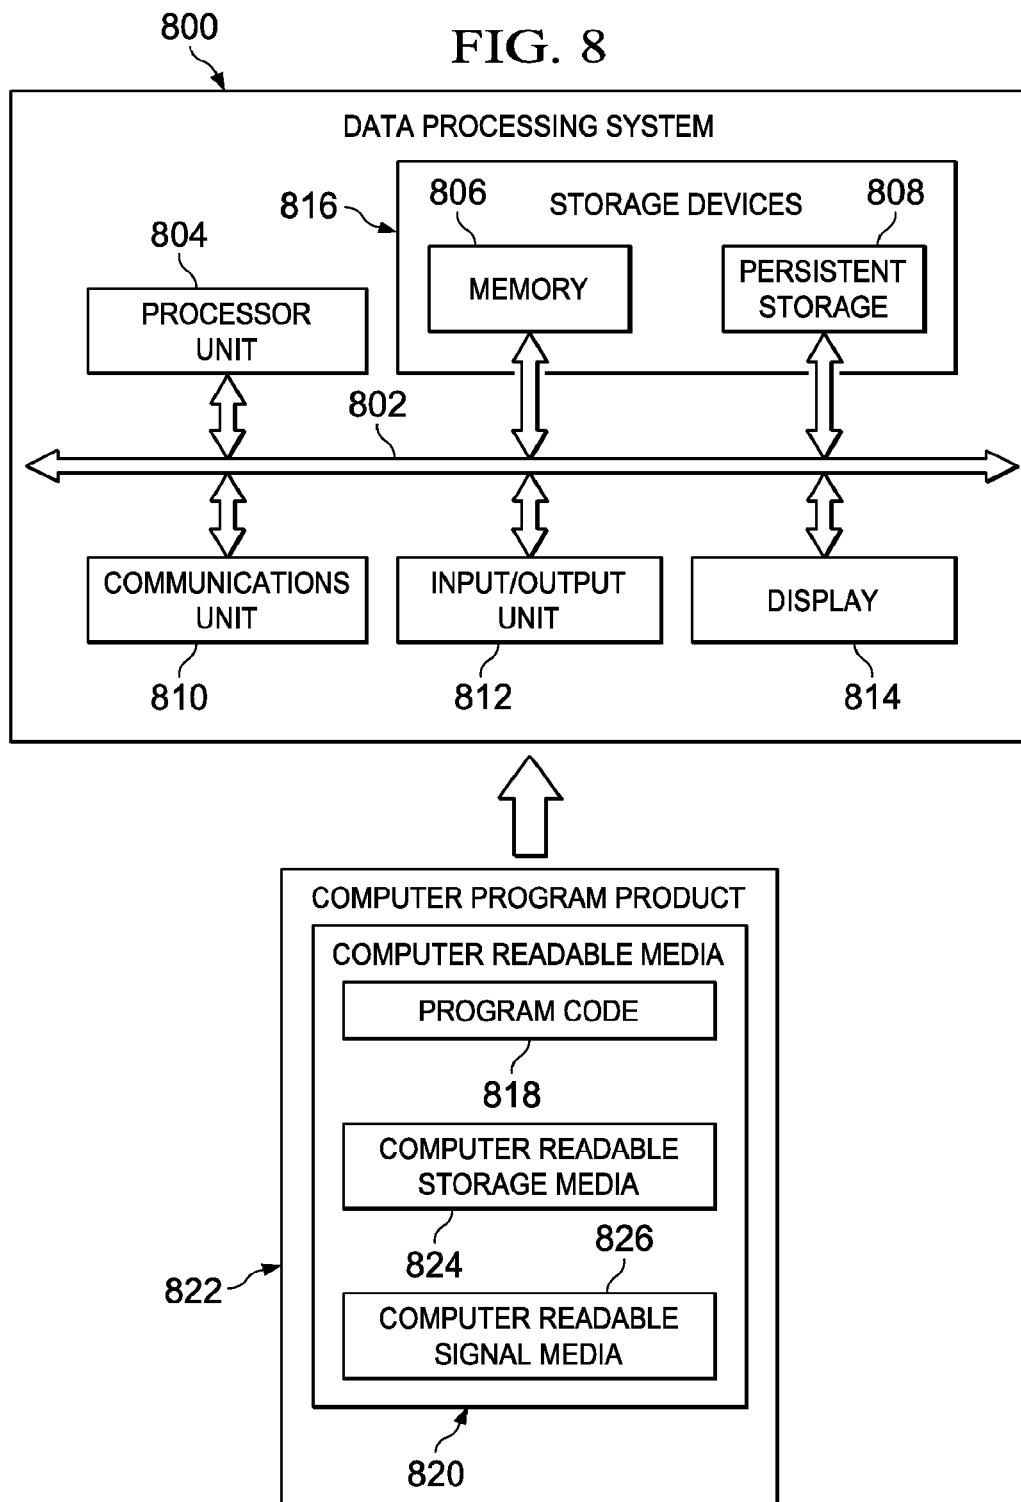 FIG. 8
800
DATA PROCESSING SYSTEM
816
806
STORAGE DEVICES
808
804
MEMORY
PERSISTENT
STORAGE
PROCESSOR
UNIT
802
COMMUNICATIONS
UNIT
INPUT/OUTPUT
UNIT
DISPLAY
810
812
814
COMPUTER PROGRAM PRODUCT
COMPUTER READABLE MEDIA
PROGRAM CODE
818
COMPUTER READABLE
STORAGE MEDIA
824
826
822
COMPUTER READABLE
SIGNAL MEDIA
820